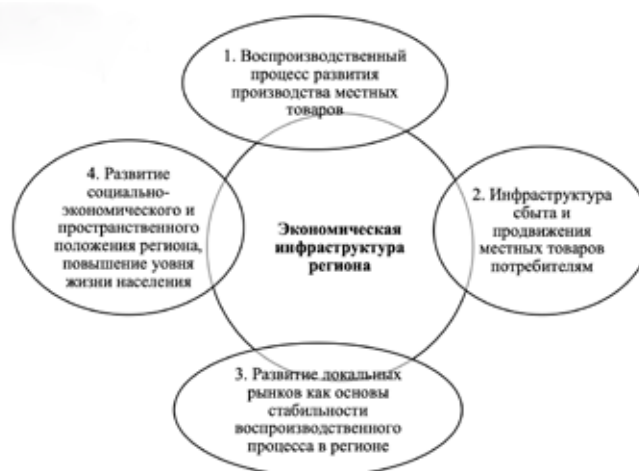 1. Воспроизводственный
процесс развития
производства местных
товаров
4. Развитие
социально-
экономического и
пространственного
положения региона,
повышение уовня
жизни населения
Экономическая
инфраструктура
региона
2. Инфраструктура
сбыта и
продвижения
местных товаров
потребителям
3. Развитие локальных
рынков как основы
стабильности
воспроизводственного
процесса в регионе